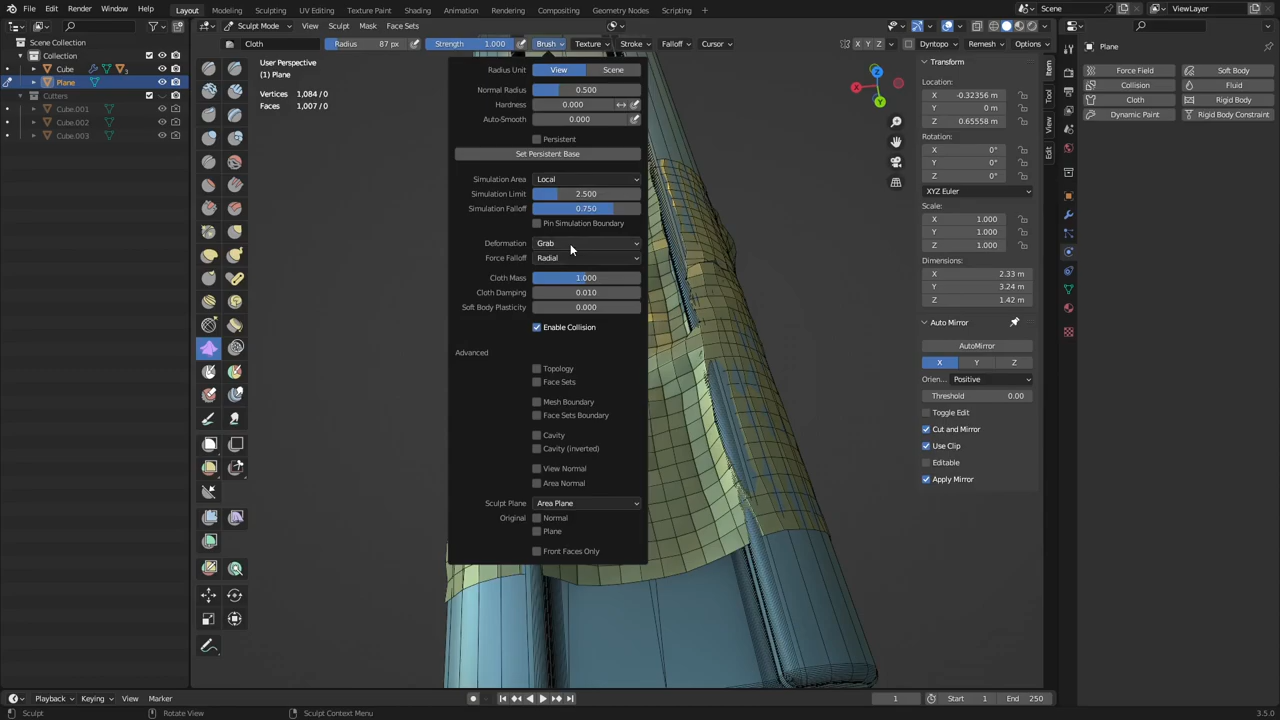 File Edit Render Window Help Layout Modeling Sculpting UV Editing Texture Paint Shading Animation Rendering Compositing Geometry Nodes Scripting + Scene ViewLayer
Sculpt Mode View Sculpt Mask Face Sets
Cloth Radius 87 px Strength 1.000 Brush Texture Stroke Falloff Cursor X Y Z Dyntopo Remesh Options
Scene Collection
Collection
Cube 3
Plane
Cutters
Cube.001
Cube.002
Cube.003
User Perspective
(1) Plane
Vertices 1,084 / 0
Faces 1,007 / 0
Radius Unit View Scene
Normal Radius 0.500
Hardness 0.000
Auto-Smooth 0.000
Persistent
Set Persistent Base
Simulation Area Local
Simulation Limit 2.500
Simulation Falloff 0.750
Pin Simulation Boundary
Deformation Grab
Force Falloff Radial
Cloth Mass 1.000
Cloth Damping 0.010
Soft Body Plasticity 0.000
Enable Collision
Advanced
Topology
Face Sets
Mesh Boundary
Face Sets Boundary
Cavity
Cavity (inverted)
View Normal
Area Normal
Sculpt Plane Area Plane
Original Normal
Plane
Front Faces Only
Z
X
Y
Transform
Location:
X -0.32356 m
Y 0 m
Z 0.65558 m
Rotation:
X 0°
Y 0°
Z 0°
XYZ Euler
Scale:
X 1.000
Y 1.000
Z 1.000
Dimensions:
X 2.33 m
Y 3.24 m
Z 1.42 m
Auto Mirror
AutoMirror
X Y Z
Orien... Positive
Threshold 0.00
Toggle Edit
Cut and Mirror
Use Clip
Editable
Apply Mirror
Item
Tool
View
Edit
Plane
Force Field Soft Body
Collision Fluid
Cloth Rigid Body
Dynamic Paint Rigid Body Constraint
Playback Keying View Marker 1 Start 1 End 250
Sculpt Rotate View Sculpt Context Menu 3.5.0